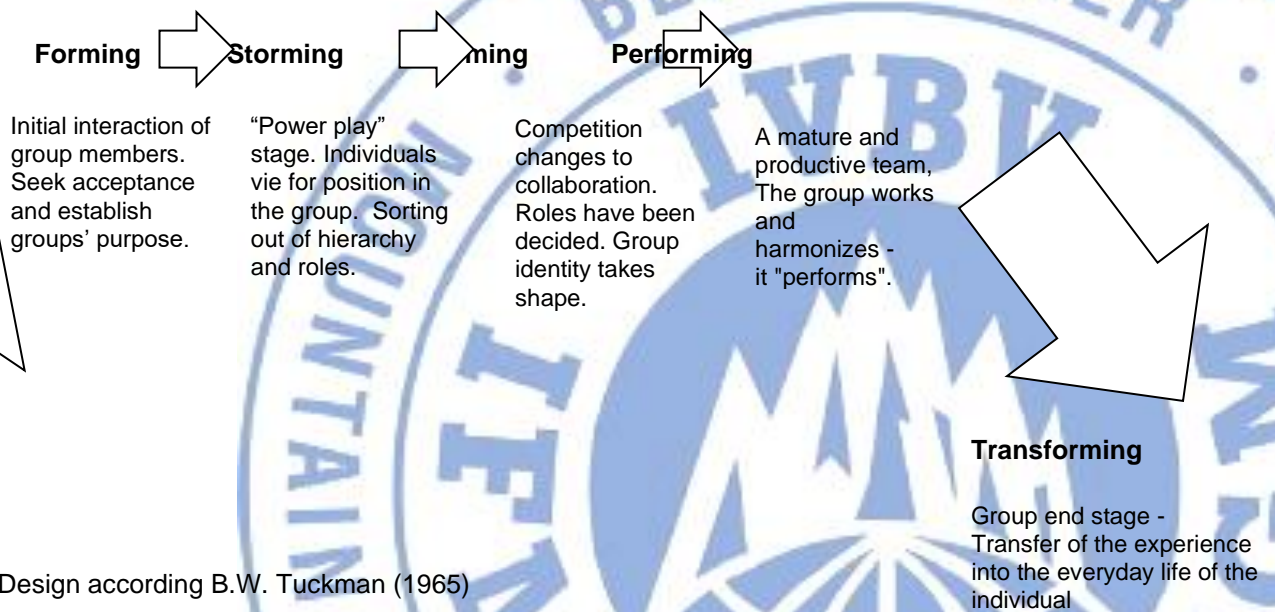 Forming
Storming
ming
Performing
Initial interaction of
group members.
Seek acceptance
and establish
groups’ purpose.
“Power play”
stage. Individuals
vie for position in
the group. Sorting
out of hierarchy
and roles.
Competition
changes to
collaboration.
Roles have been
decided. Group
identity takes
shape.
A mature and
productive team,
The group works
and
harmonizes -
it "performs".
Transforming
Group end stage -
Transfer of the experience
into the everyday life of the
individual
Design according B.W. Tuckman (1965)
MOUNTAIN
IVBV